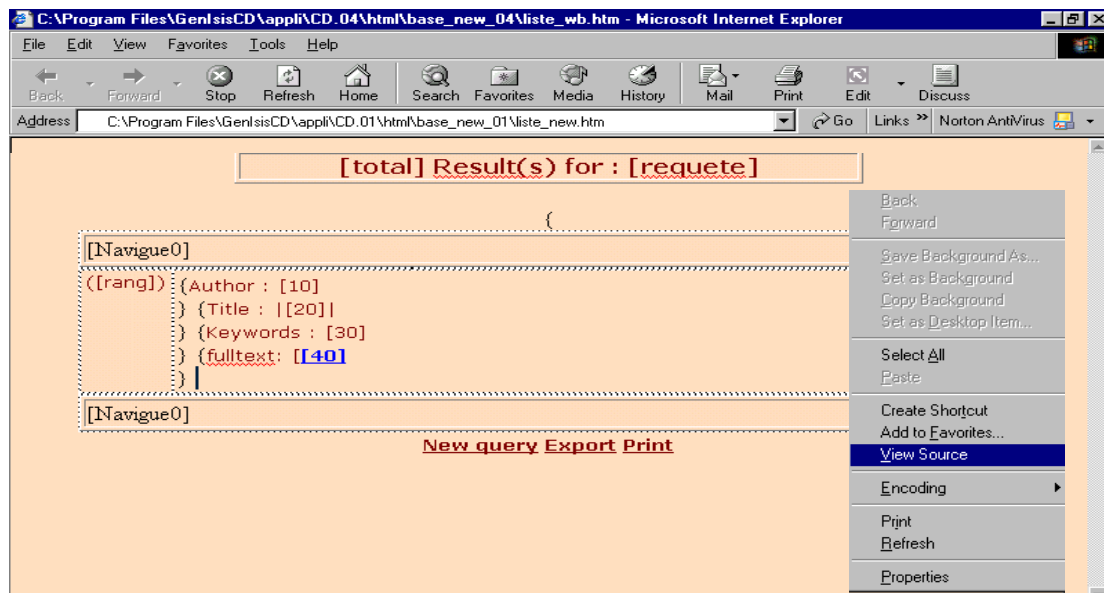 C:\Program Files\GenIsisCD\appli\CD.04\html\base_new_04\liste_wb.htm - Microsoft Internet Explorer
File Edit View Favorites Tools Help
Back Forward Stop Refresh Home Search Favorites Media History Mail Print Edit Discuss
Address C:\Program Files\GenIsisCD\appli\CD.01\html\base_new_01\liste_new.htm Go Links » Norton AntiVirus
[total] Result(s) for : [requete]
{
[Navigue0]
([rang]) {Author : [10]
} {Title : |[20]|
} {Keywords : [30]
} {fulltext: [[40]
}
[Navigue0]
New query Export Print
Back
Forward
Save Background As...
Set as Background
Copy Background
Set as Desktop Item...
Select All
Paste
Create Shortcut
Add to Favorites...
View Source
Encoding
Print
Refresh
Properties